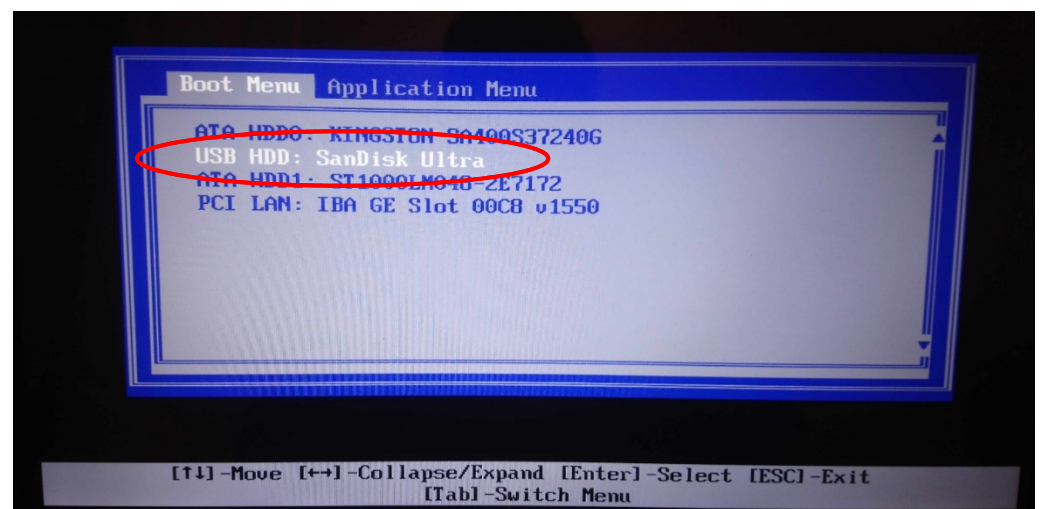 Boot Menu Application Menu
ATA HDD0: KINGSTON SA400S37240G
USB HDD: SanDisk Ultra
ATA HDD1: ST1000LM048-2E7172
PCI LAN: IBA GE Slot 00C8 v1550
[↑↓]-Move [←→]-Collapse/Expand [Enter]-Select [ESC]-Exit
[Tab]-Switch Menu